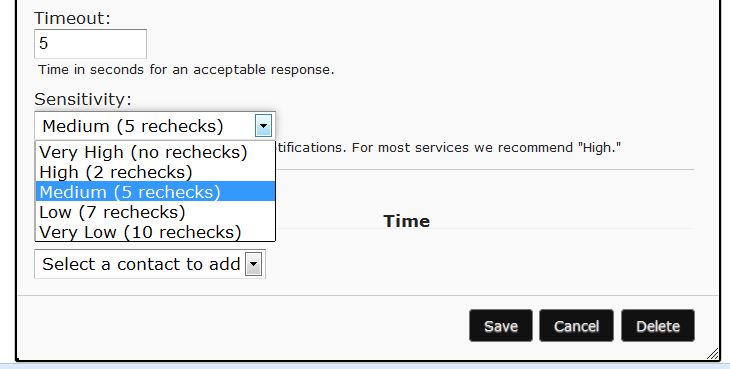 Timeout:
5
Time in seconds for an acceptable response.
Sensitivity:
Medium (5 rechecks)
tifications. For most services we recommend "High."
Very High (no rechecks)
High (2 rechecks)
Medium (5 rechecks)
Low (7 rechecks)
Time
Very Low (10 rechecks)
Select a contact to add
Save Cancel Delete